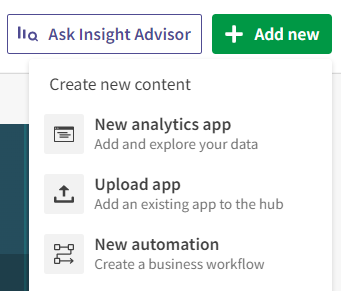 Ask Insight Advisor
Add new
Create new content
New analytics app
Add and explore your data
Upload app
Add an existing app to the hub
New automation
Create a business workflow